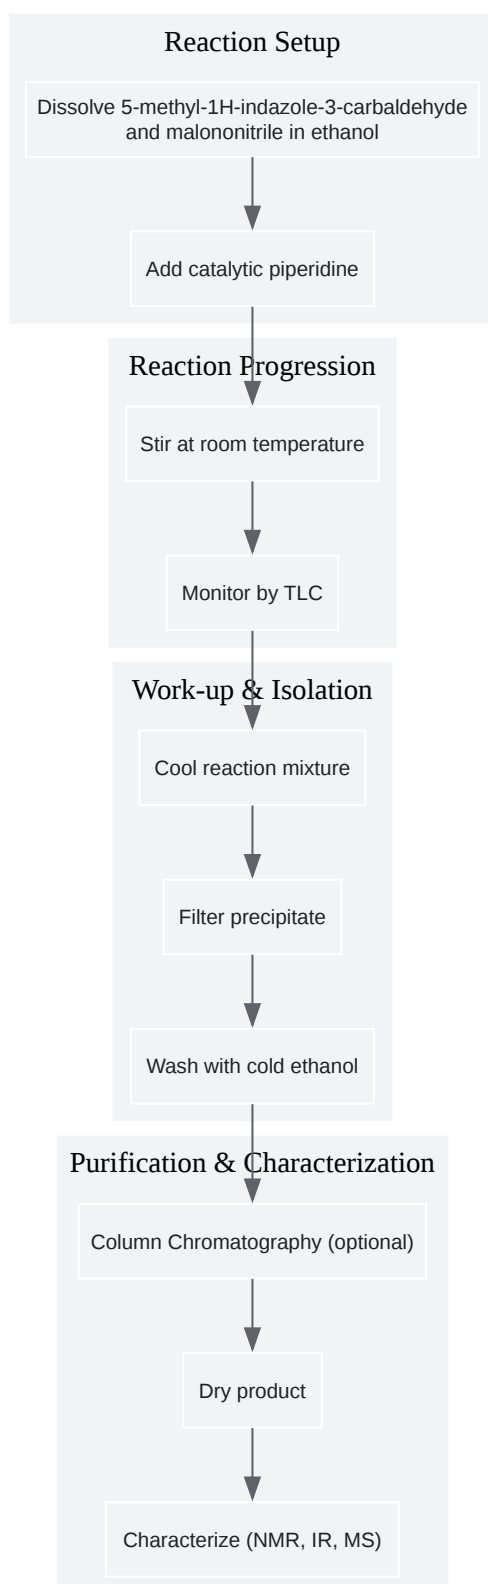 Reaction Setup
Dissolve 5-methyl-1H-indazole-3-carbaldehyde
and malononitrile in ethanol
Add catalytic piperidine
Reaction Progression
Stir at room temperature
Monitor by TLC
Work-up & Isolation
Cool reaction mixture
Filter precipitate
Wash with cold ethanol
Purification & Characterization
Column Chromatography (optional)
Dry product
Characterize (NMR, IR, MS)